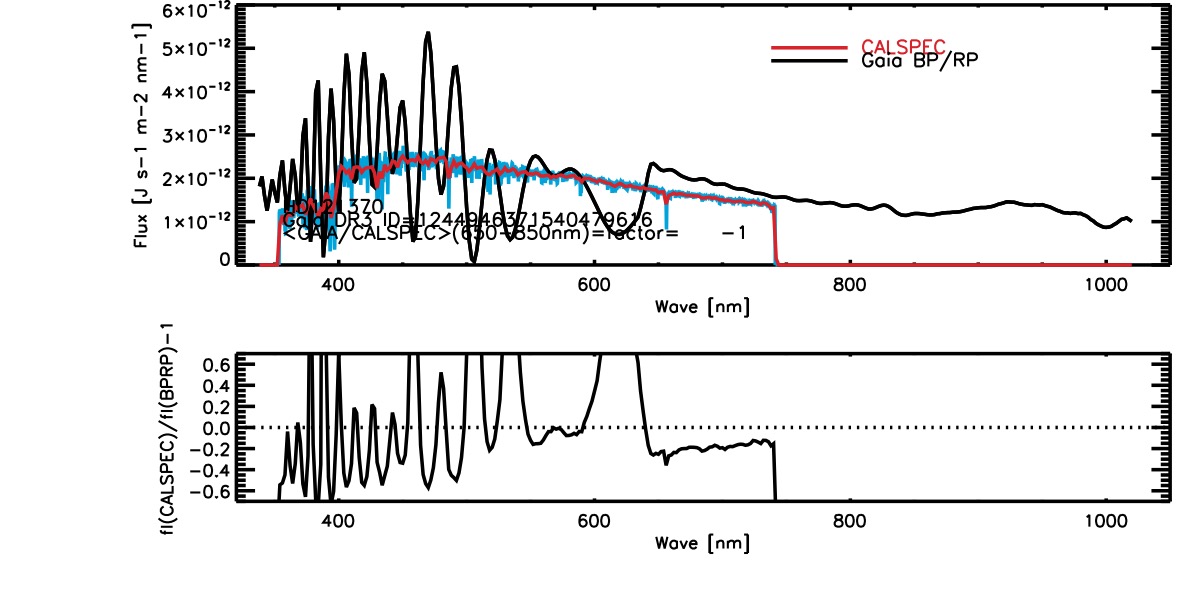 6×10⁻¹²
5×10⁻¹²
4×10⁻¹²
3×10⁻¹²
2×10⁻¹²
1×10⁻¹²
0
Flux [J s−1 m−2 nm−1]
CALSPEC
Gaia BP/RP
Gaia DR3 ID=1244946371540479616
<GAIA/CALSPEC>(650−850nm)=factor= −1
400 600 800 1000
Wave [nm]
fl(CALSPEC)/fl(BPRP)−1
0.6
0.4
0.2
0.0
−0.2
−0.4
−0.6
400 600 800 1000
Wave [nm]